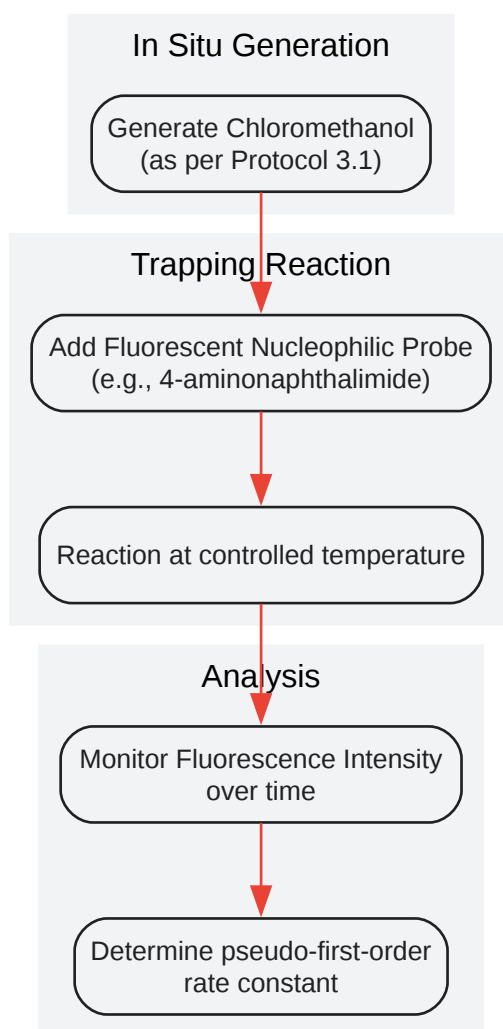 In Situ Generation
Generate Chloromethanol
(as per Protocol 3.1)
Trapping Reaction
Add Fluorescent Nucleophilic Probe
(e.g., 4-aminonaphthalimide)
Reaction at controlled temperature
Analysis
Monitor Fluorescence Intensity
over time
Determine pseudo-first-order
rate constant